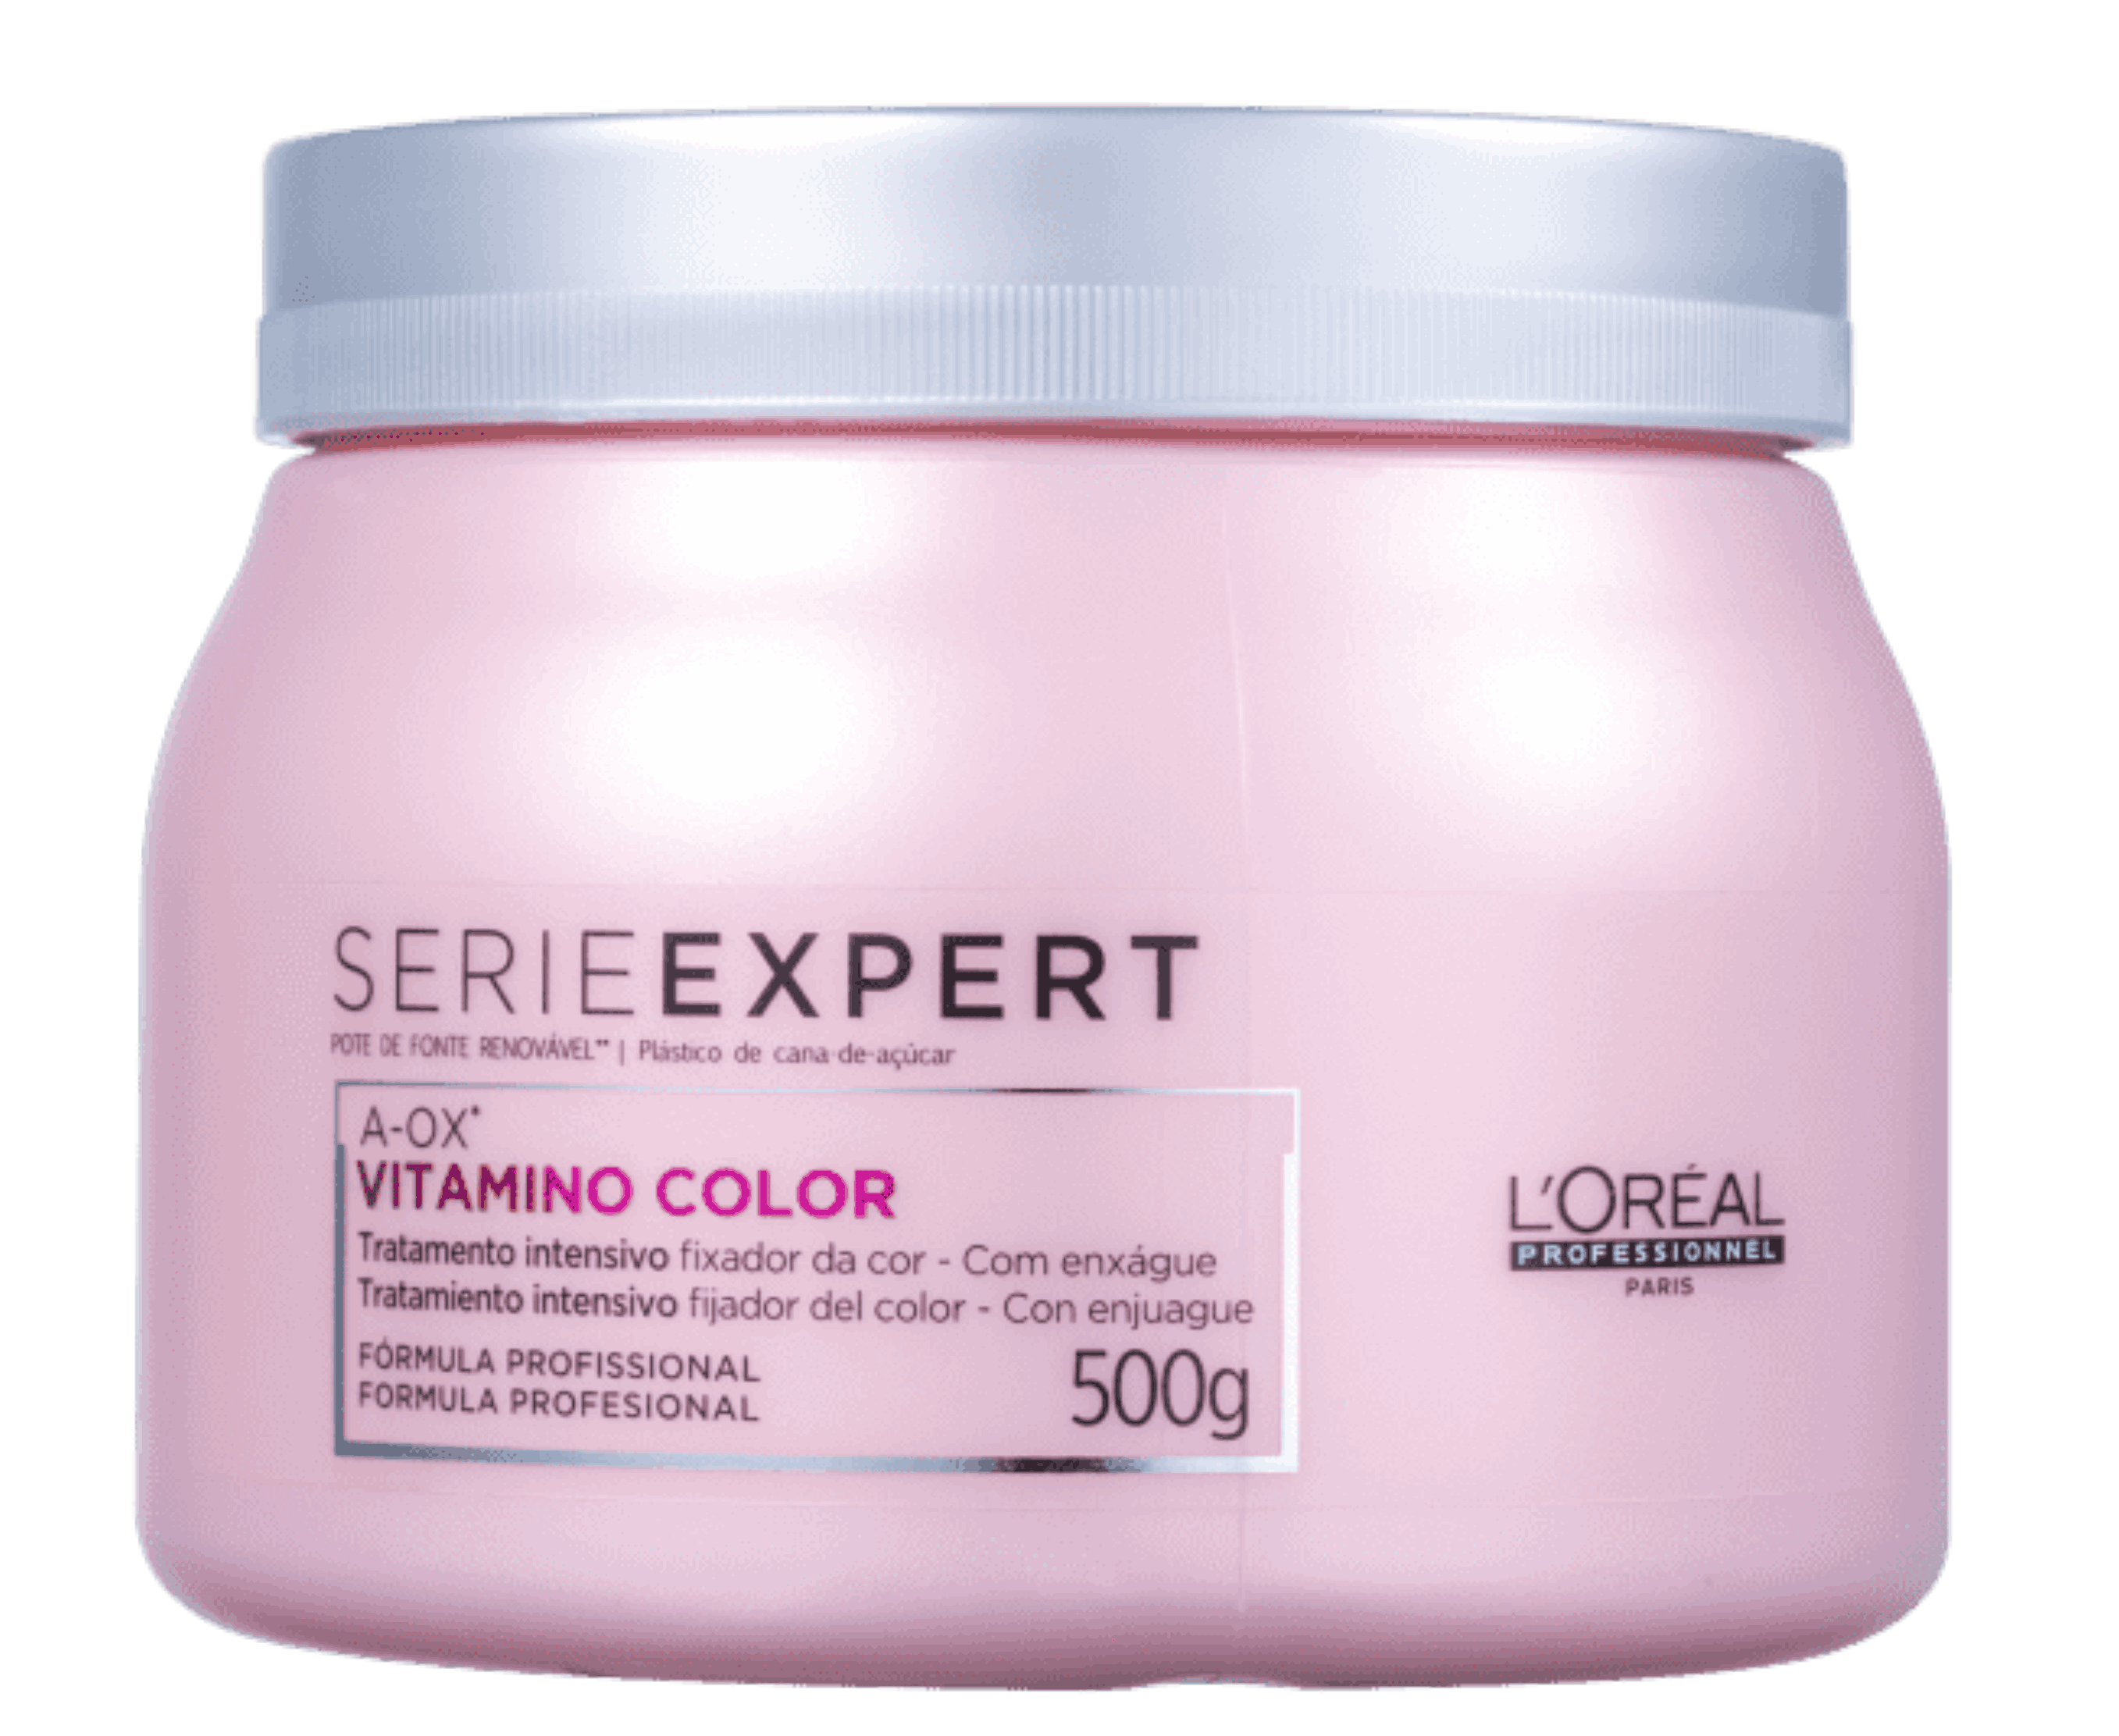 SERIEEXPERT
POTE DE FONTE RENOVÁVEL** | Plástico de cana-de-açúcar
A-OX*
VITAMINO COLOR
Tratamento intensivo fixador da cor - Com enxágue
Tratamiento intensivo fijador del color - Con enjuague
FÓRMULA PROFISSIONAL
FORMULA PROFESIONAL
500g
L'ORÉAL
PROFESSIONNEL
PARIS